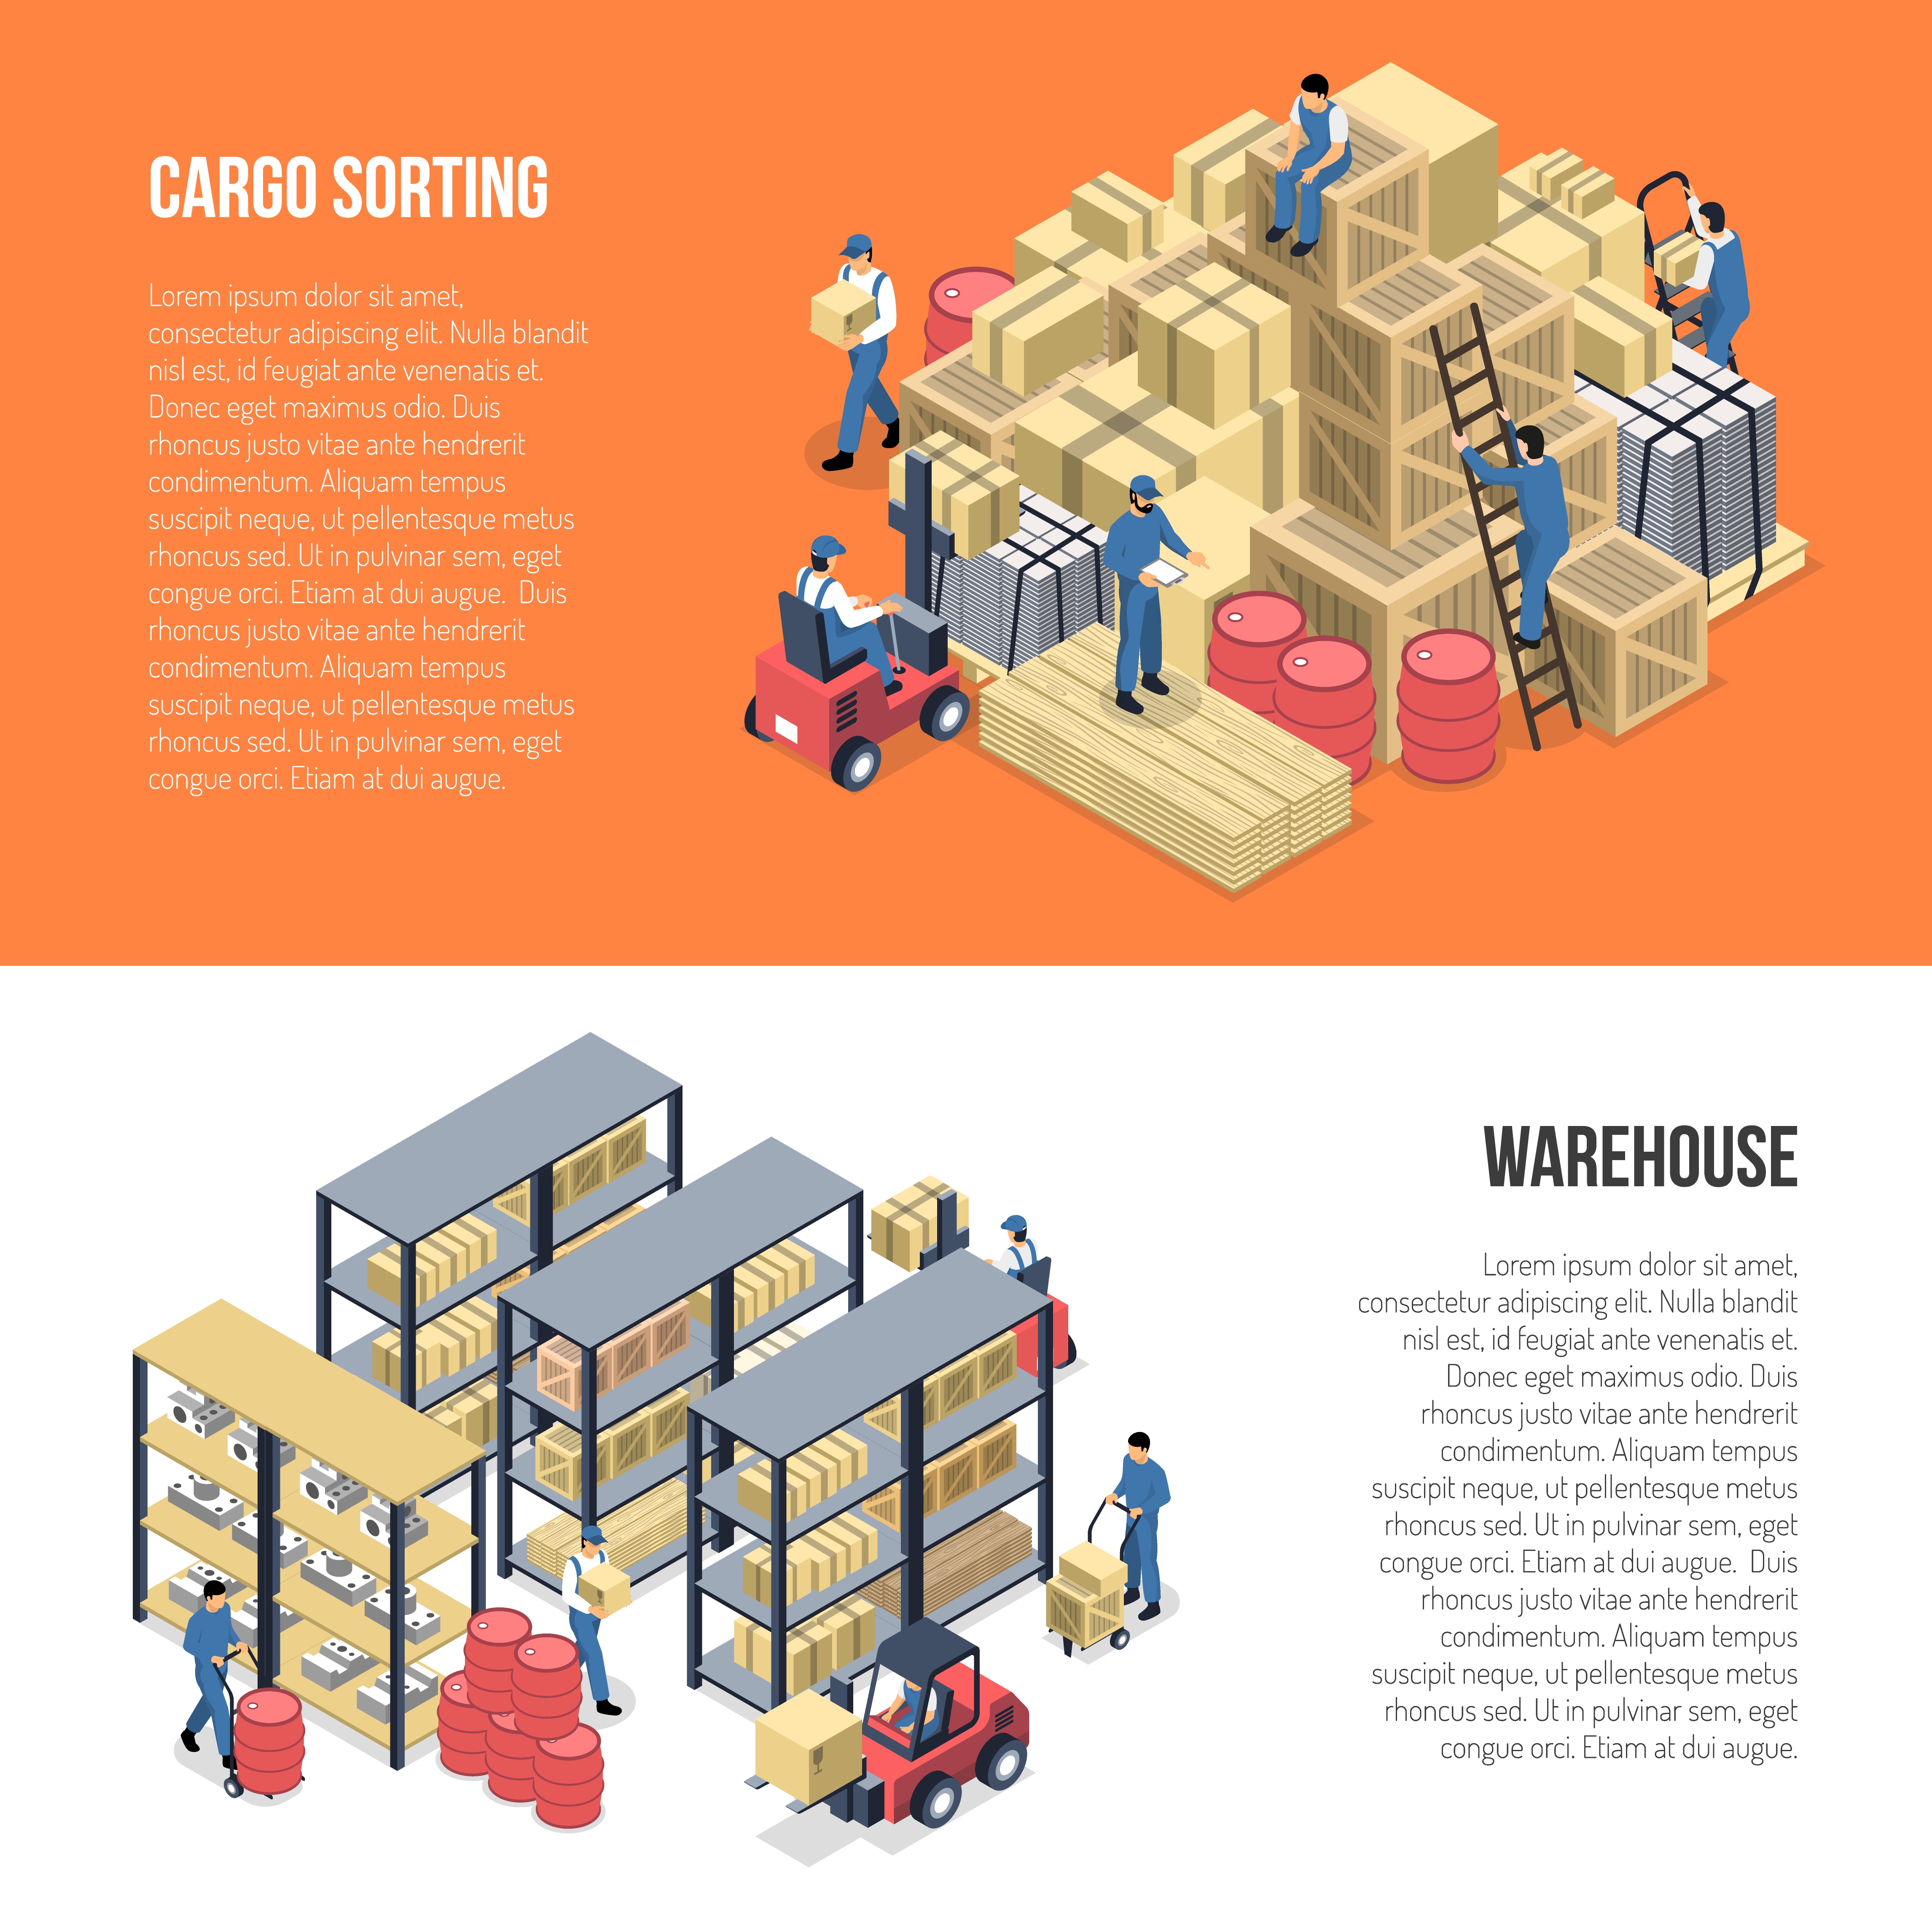 CARGO SORTING
Lorem ipsum dolor sit amet,
consectetur adipiscing elit. Nulla blandit
nisl est, id feugiat ante venenatis et.
Donec eget maximus odio. Duis
rhoncus justo vitae ante hendrerit
condimentum. Aliquam tempus
suscipit neque, ut pellentesque metus
rhoncus sed. Ut in pulvinar sem, eget
congue orci. Etiam at dui augue.  Duis
rhoncus justo vitae ante hendrerit
condimentum. Aliquam tempus
suscipit neque, ut pellentesque metus
rhoncus sed. Ut in pulvinar sem, eget
congue orci. Etiam at dui augue.
WAREHOUSE
Lorem ipsum dolor sit amet,
consectetur adipiscing elit. Nulla blandit
nisl est, id feugiat ante venenatis et.
Donec eget maximus odio. Duis
rhoncus justo vitae ante hendrerit
condimentum. Aliquam tempus
suscipit neque, ut pellentesque metus
rhoncus sed. Ut in pulvinar sem, eget
congue orci. Etiam at dui augue.  Duis
rhoncus justo vitae ante hendrerit
condimentum. Aliquam tempus
suscipit neque, ut pellentesque metus
rhoncus sed. Ut in pulvinar sem, eget
congue orci. Etiam at dui augue.